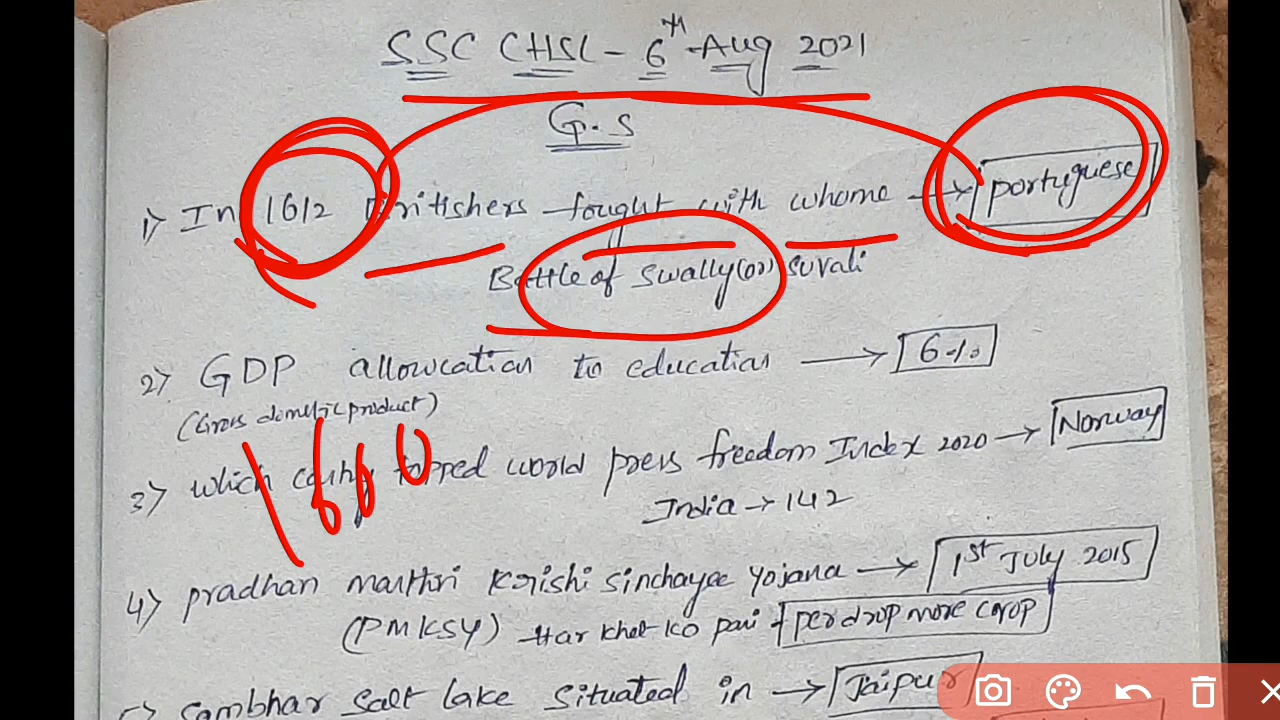 SSC CHSL - 6th Aug 2021
G.S
1) In 1612 Britishers fought with whome → portuguese
Battle of swally (or) suvali
2) GDP allowcation to education → 6%
(Gross domestic product)
3) which country topped world press freedom Index 2020 → Norway
India → 142
1600
4) pradhan manthri Krishi sinchayee yojana → 1st July 2015
(PMKSY) Har khet ko pani + per drop more crop
5) Sambhar salt lake situated in → Jaipur